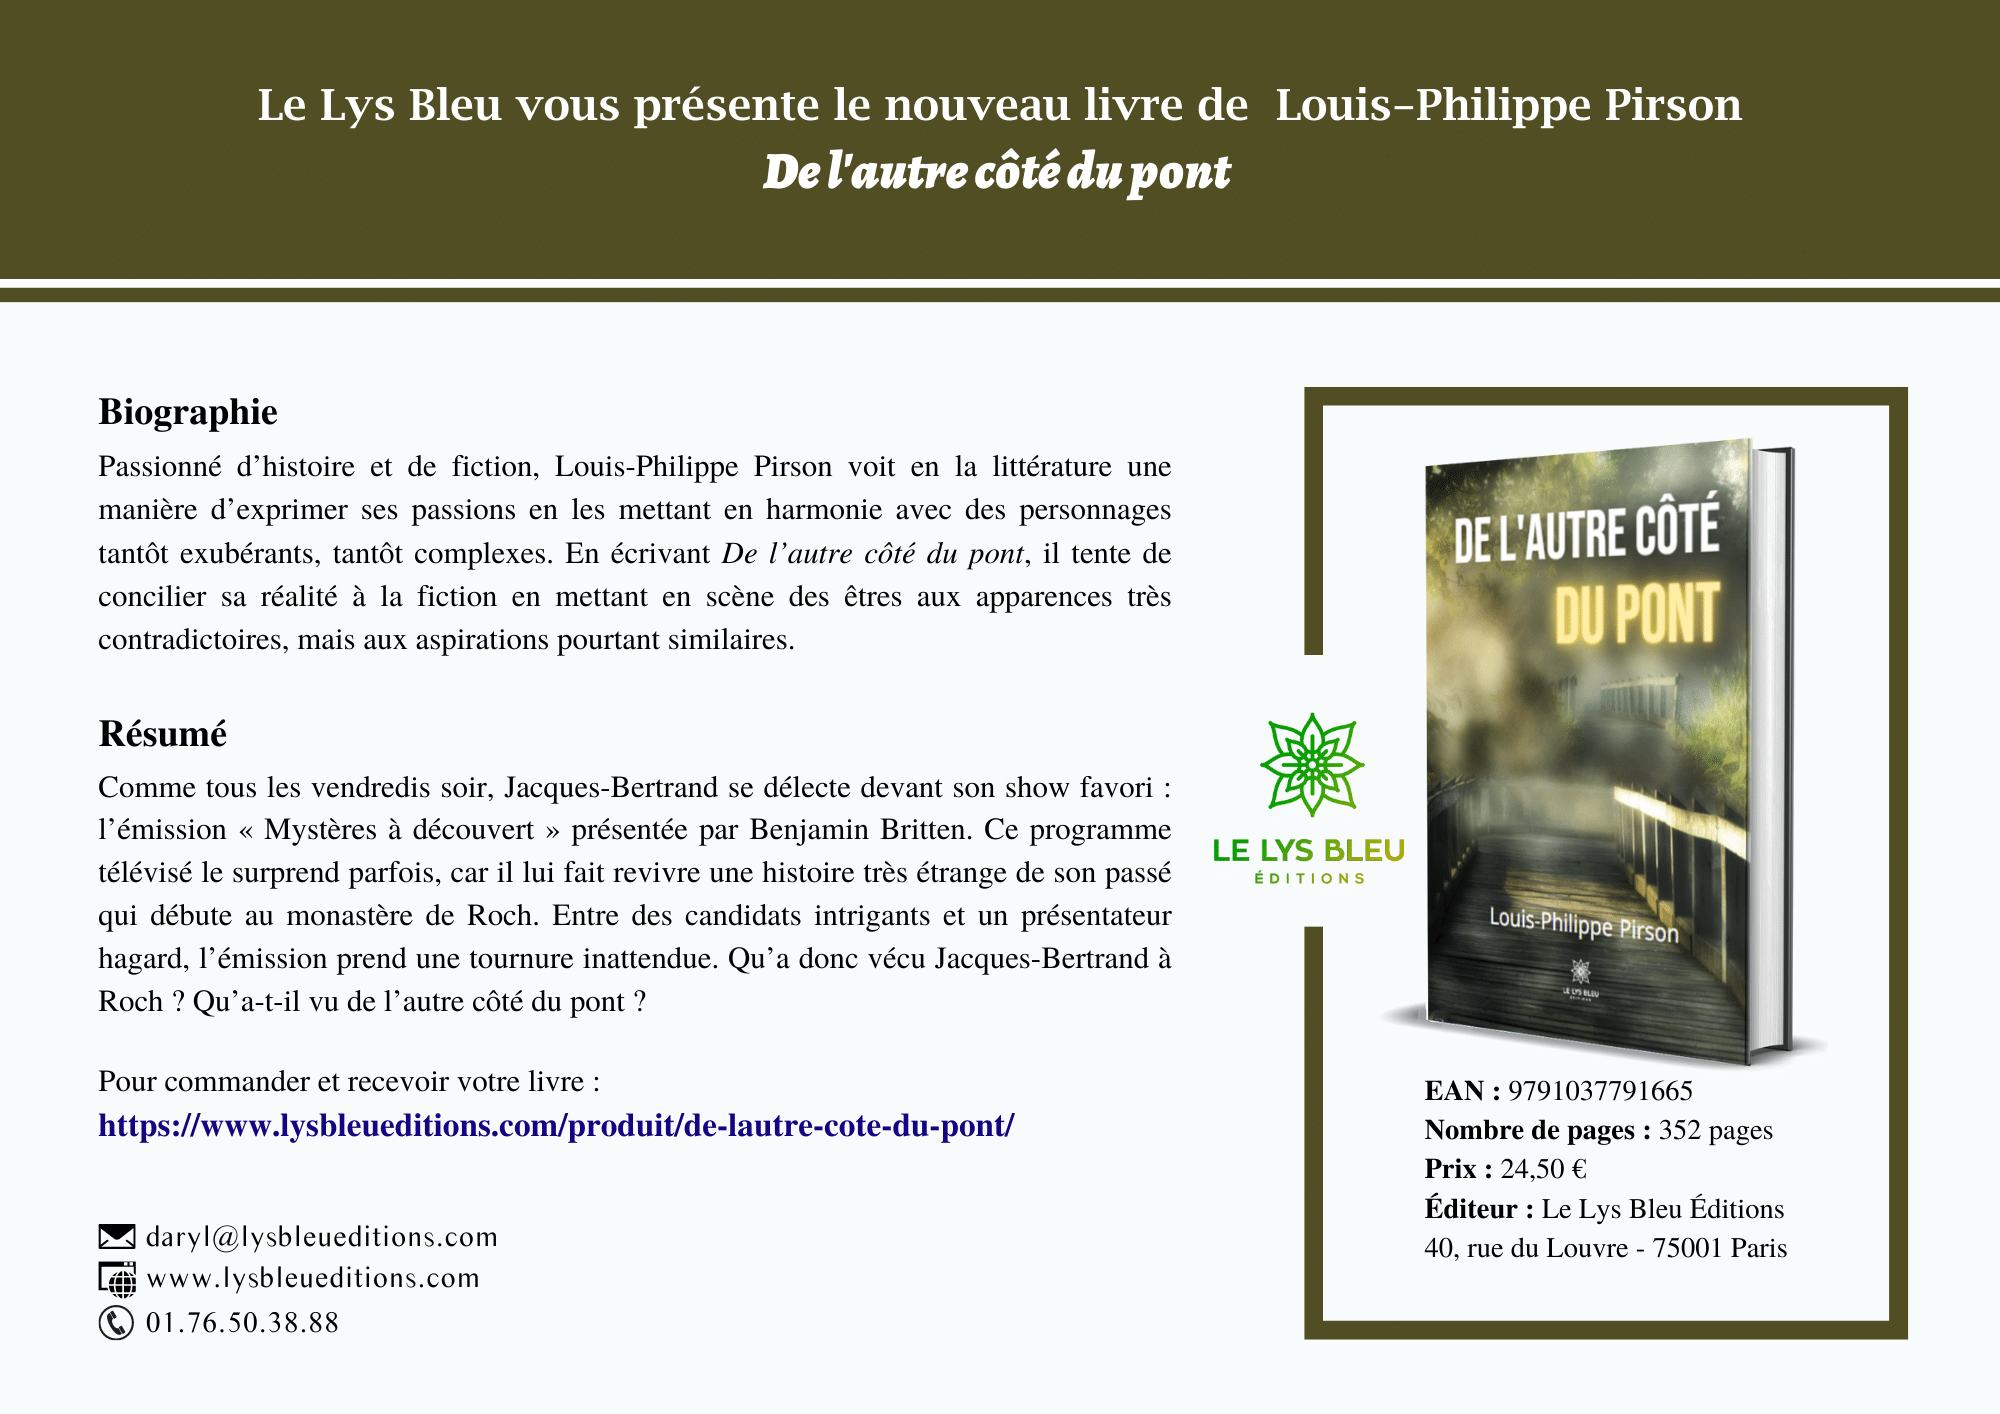 Le Lys Bleu vous présente le nouveau livre de  Louis-Philippe Pirson
De l'autre côté du pont
Biographie
Passionné d’histoire et de fiction, Louis-Philippe Pirson voit en la littérature une
manière d’exprimer ses passions en les mettant en harmonie avec des personnages
tantôt exubérants, tantôt complexes. En écrivant De l’autre côté du pont, il tente de
concilier sa réalité à la fiction en mettant en scène des êtres aux apparences très
contradictoires, mais aux aspirations pourtant similaires.
Résumé
Comme tous les vendredis soir, Jacques-Bertrand se délecte devant son show favori :
l’émission « Mystères à découvert » présentée par Benjamin Britten. Ce programme
télévisé le surprend parfois, car il lui fait revivre une histoire très étrange de son passé
qui débute au monastère de Roch. Entre des candidats intrigants et un présentateur
hagard, l’émission prend une tournure inattendue. Qu’a donc vécu Jacques-Bertrand à
Roch ? Qu’a-t-il vu de l’autre côté du pont ?
Pour commander et recevoir votre livre :
https://www.lysbleueditions.com/produit/de-lautre-cote-du-pont/
daryl@lysbleueditions.com
www.lysbleueditions.com
01.76.50.38.88
LE LYS BLEU
ÉDITIONS
DE L'AUTRE CÔTÉ
DU PONT
Louis-Philippe Pirson
LE LYS BLEU
ÉDITIONS
EAN : 9791037791665
Nombre de pages : 352 pages
Prix : 24,50 €
Éditeur : Le Lys Bleu Éditions
40, rue du Louvre - 75001 Paris